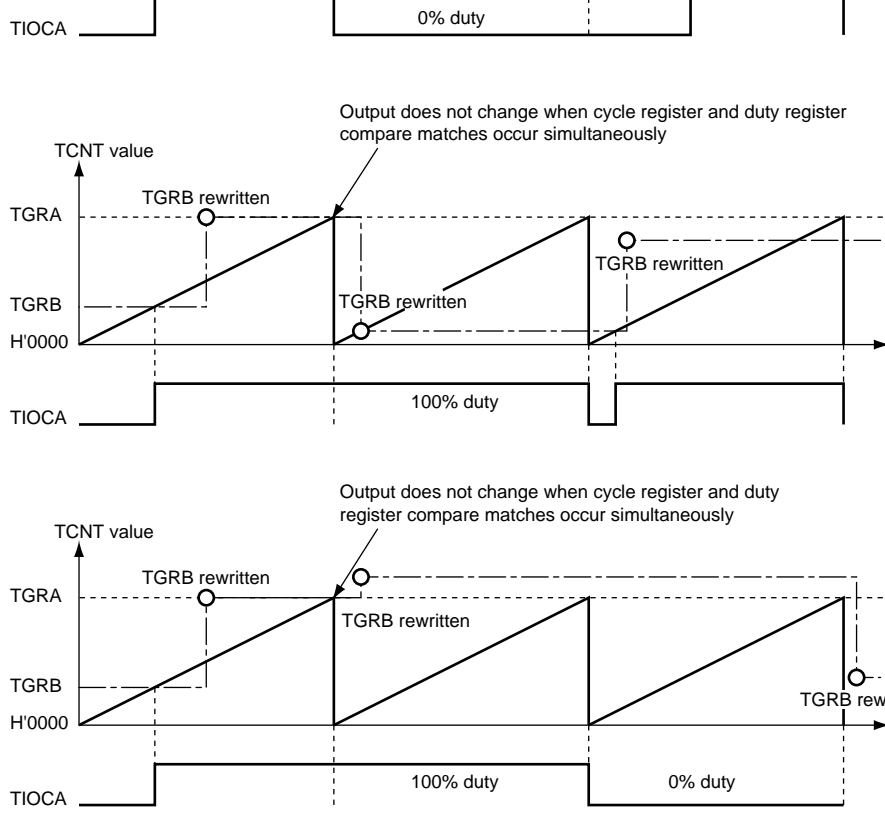 0% duty
TIOCA
Output does not change when cycle register and duty register
compare matches occur simultaneously
TCNT value
TGRB rewritten
TGRA
TGRB rewritten
TGRB rewritten
TGRB
H'0000
100% duty
TIOCA
Output does not change when cycle register and duty
register compare matches occur simultaneously
TCNT value
TGRB rewritten
TGRA
TGRB rewritten
TGRB
TGRB rew
H'0000
100% duty
0% duty
TIOCA